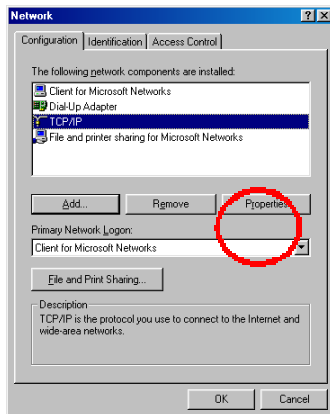 Network
Configuration Identification Access Control
The following network components are installed:
Client for Microsoft Networks
Dial-Up Adapter
TCP/IP
File and printer sharing for Microsoft Networks
Add... Remove Properties
Primary Network Logon:
Client for Microsoft Networks
File and Print Sharing...
Description
TCP/IP is the protocol you use to connect to the Internet and
wide-area networks.
OK Cancel